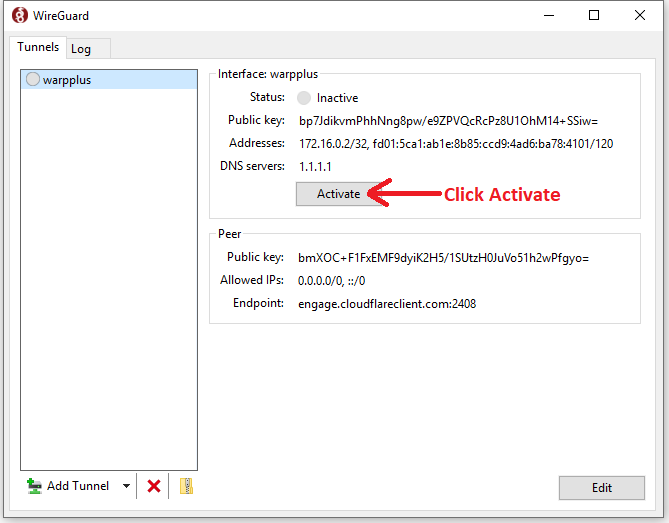 WireGuard
Tunnels
Log
warpplus
Interface: warpplus
Status: Inactive
Public key: bp7JdikvmPhhNng8pw/e9ZPVQcRcPz8U1OhM14+SSiw=
Addresses: 172.16.0.2/32, fd01:5ca1:ab1e:8b85:ccd9:4ad6:ba78:4101/120
DNS servers: 1.1.1.1
Activate
Click Activate
Peer
Public key: bmXOC+F1FxEMF9dyiK2H5/1SUtzH0JuVo51h2wPfgyo=
Allowed IPs: 0.0.0.0/0, ::/0
Endpoint: engage.cloudflareclient.com:2408
Add Tunnel
Edit